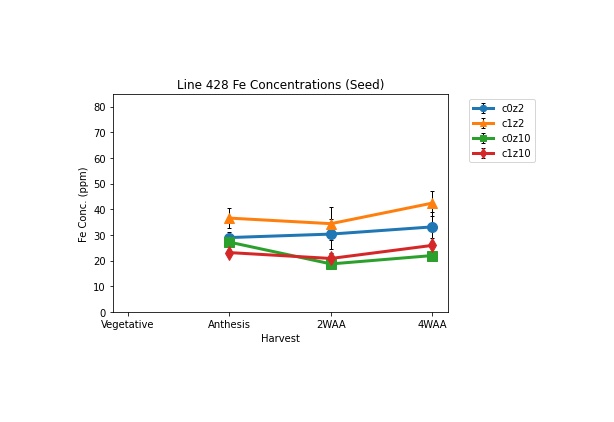 Line 428 Fe Concentrations (Seed)
80
70
60
50
40
30
20
10
0
Fe Conc. (ppm)
Vegetative
Anthesis
2WAA
4WAA
Harvest
c0z2
c1z2
c0z10
c1z10